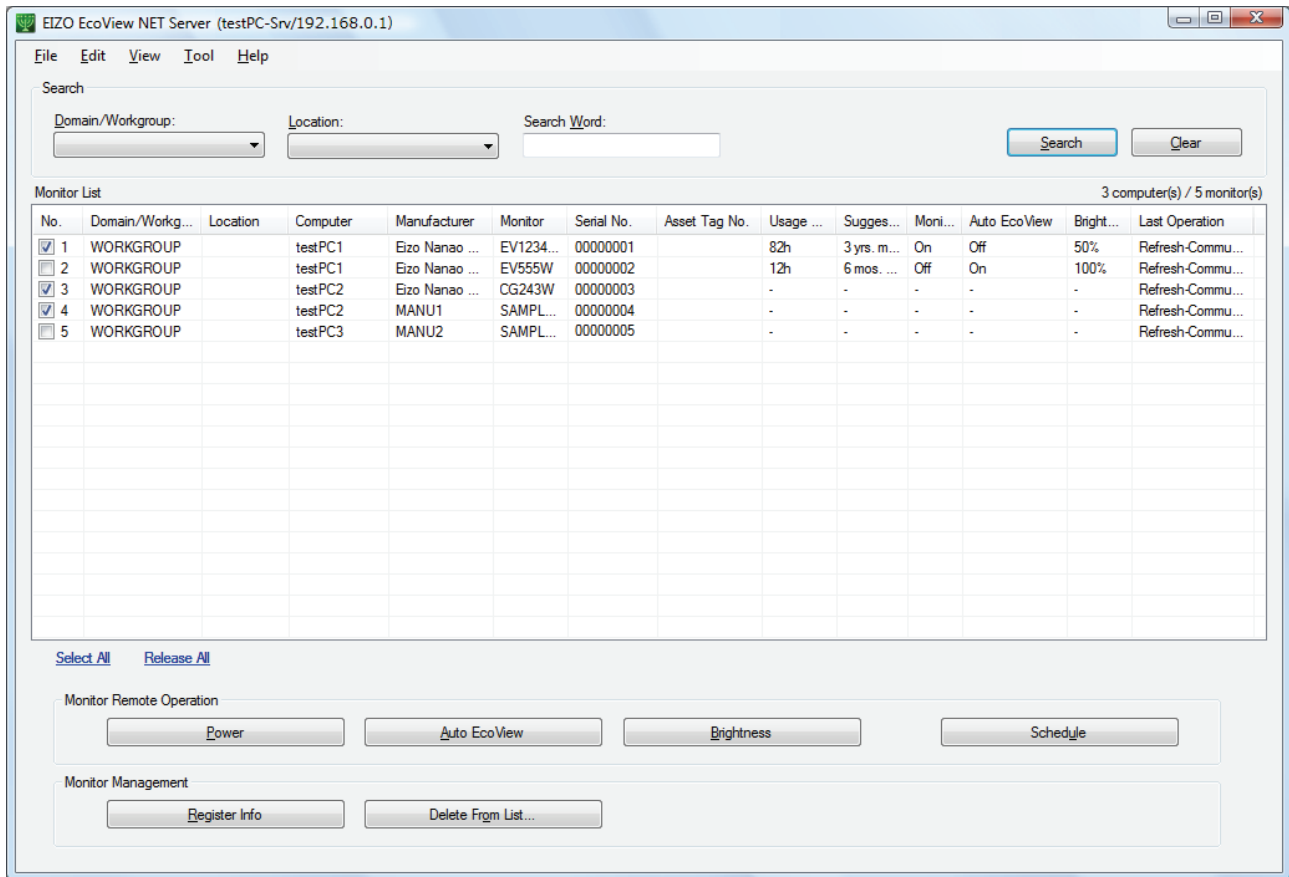 EIZO EcoView NET Server (testPC-Srv/192.168.0.1)
File Edit View Tool Help
Search
Domain/Workgroup: Location: Search Word:
Search Clear
Monitor List 3 computer(s) / 5 monitor(s)
No. Domain/Workg... Location Computer Manufacturer Monitor Serial No. Asset Tag No. Usage ... Sugges... Moni... Auto EcoView Bright... Last Operation
1 WORKGROUP testPC1 Eizo Nanao ... EV1234... 00000001 82h 3 yrs. m... On Off 50% Refresh-Commu...
2 WORKGROUP testPC1 Eizo Nanao ... EV555W 00000002 12h 6 mos. ... Off On 100% Refresh-Commu...
3 WORKGROUP testPC2 Eizo Nanao ... CG243W 00000003 - - - - - Refresh-Commu...
4 WORKGROUP testPC2 MANU1 SAMPL... 00000004 - - - - - Refresh-Commu...
5 WORKGROUP testPC3 MANU2 SAMPL... 00000005 - - - - - Refresh-Commu...
Select All Release All
Monitor Remote Operation
Power Auto EcoView Brightness Schedule
Monitor Management
Register Info Delete From List...